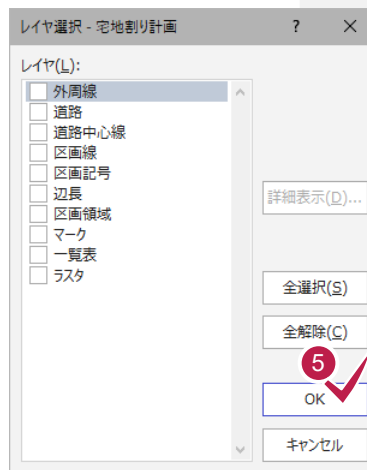 レイヤ選択 - 宅地割り計画 ? ×
レイヤ(L):
外周線
道路
道路中心線
区画線
区画記号
辺長
区画領域
マーク
一覧表
ラスタ
詳細表示(D)...
全選択(S)
全解除(C)
5
OK
キャンセル